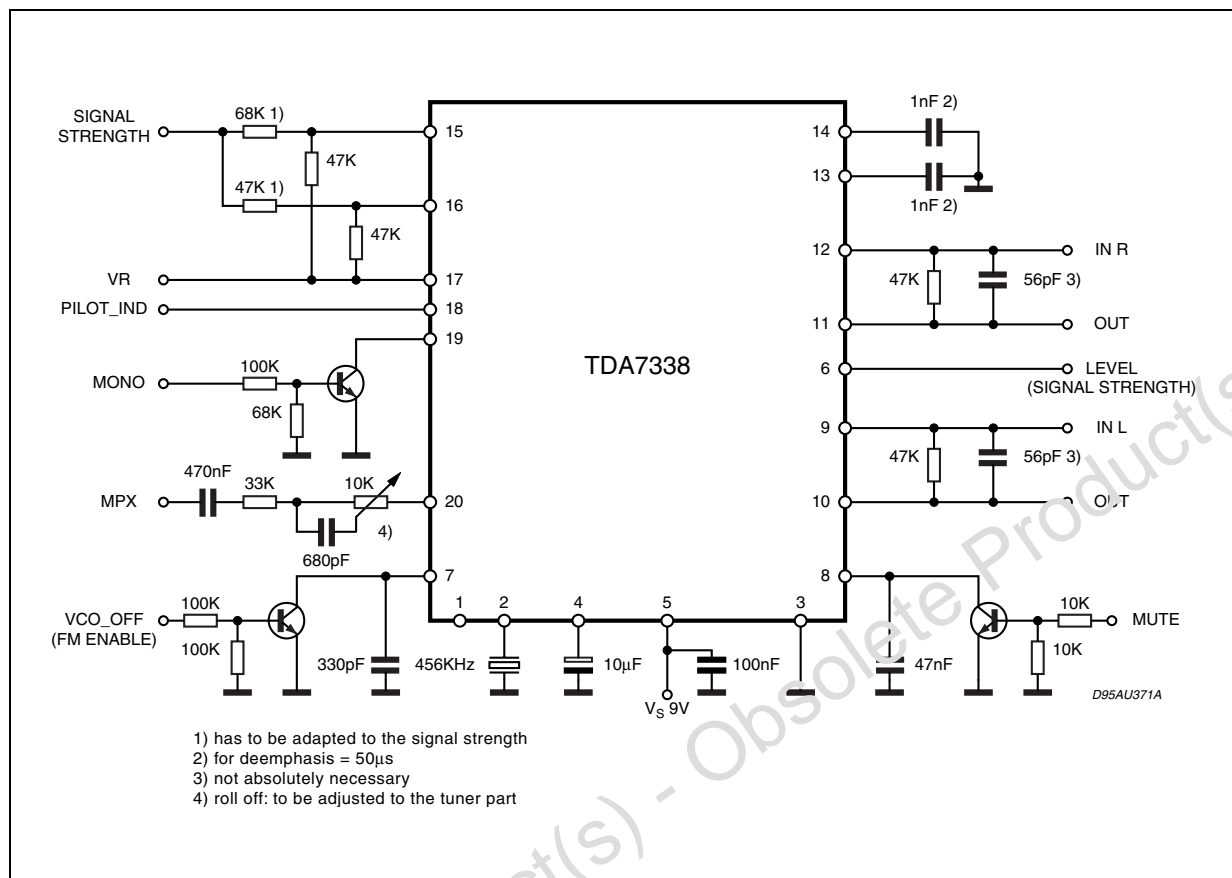 SIGNAL
STRENGTH
68K 1)
15
47K
47K 1)
16
47K
VR
17
PILOT_IND
18
19
MONO
100K
68K
470nF
MPX
33K
10K
20
4)
680pF
7
VCO_OFF
(FM ENABLE)
100K
100K
330pF
1
2
4
5
3
456KHz
10μF
100nF
VS 9V
TDA7338
1nF 2)
14
13
1nF 2)
12
IN R
47K
56pF 3)
11
OUT
6
LEVEL
(SIGNAL STRENGTH)
9
IN L
47K
56pF 3)
10
OUT
8
10K
MUTE
47nF
10K
D95AU371A
1) has to be adapted to the signal strength
2) for deemphasis = 50μs
3) not absolutely necessary
4) roll off: to be adjusted to the tuner part
ct(s) - Obsolete Product(s